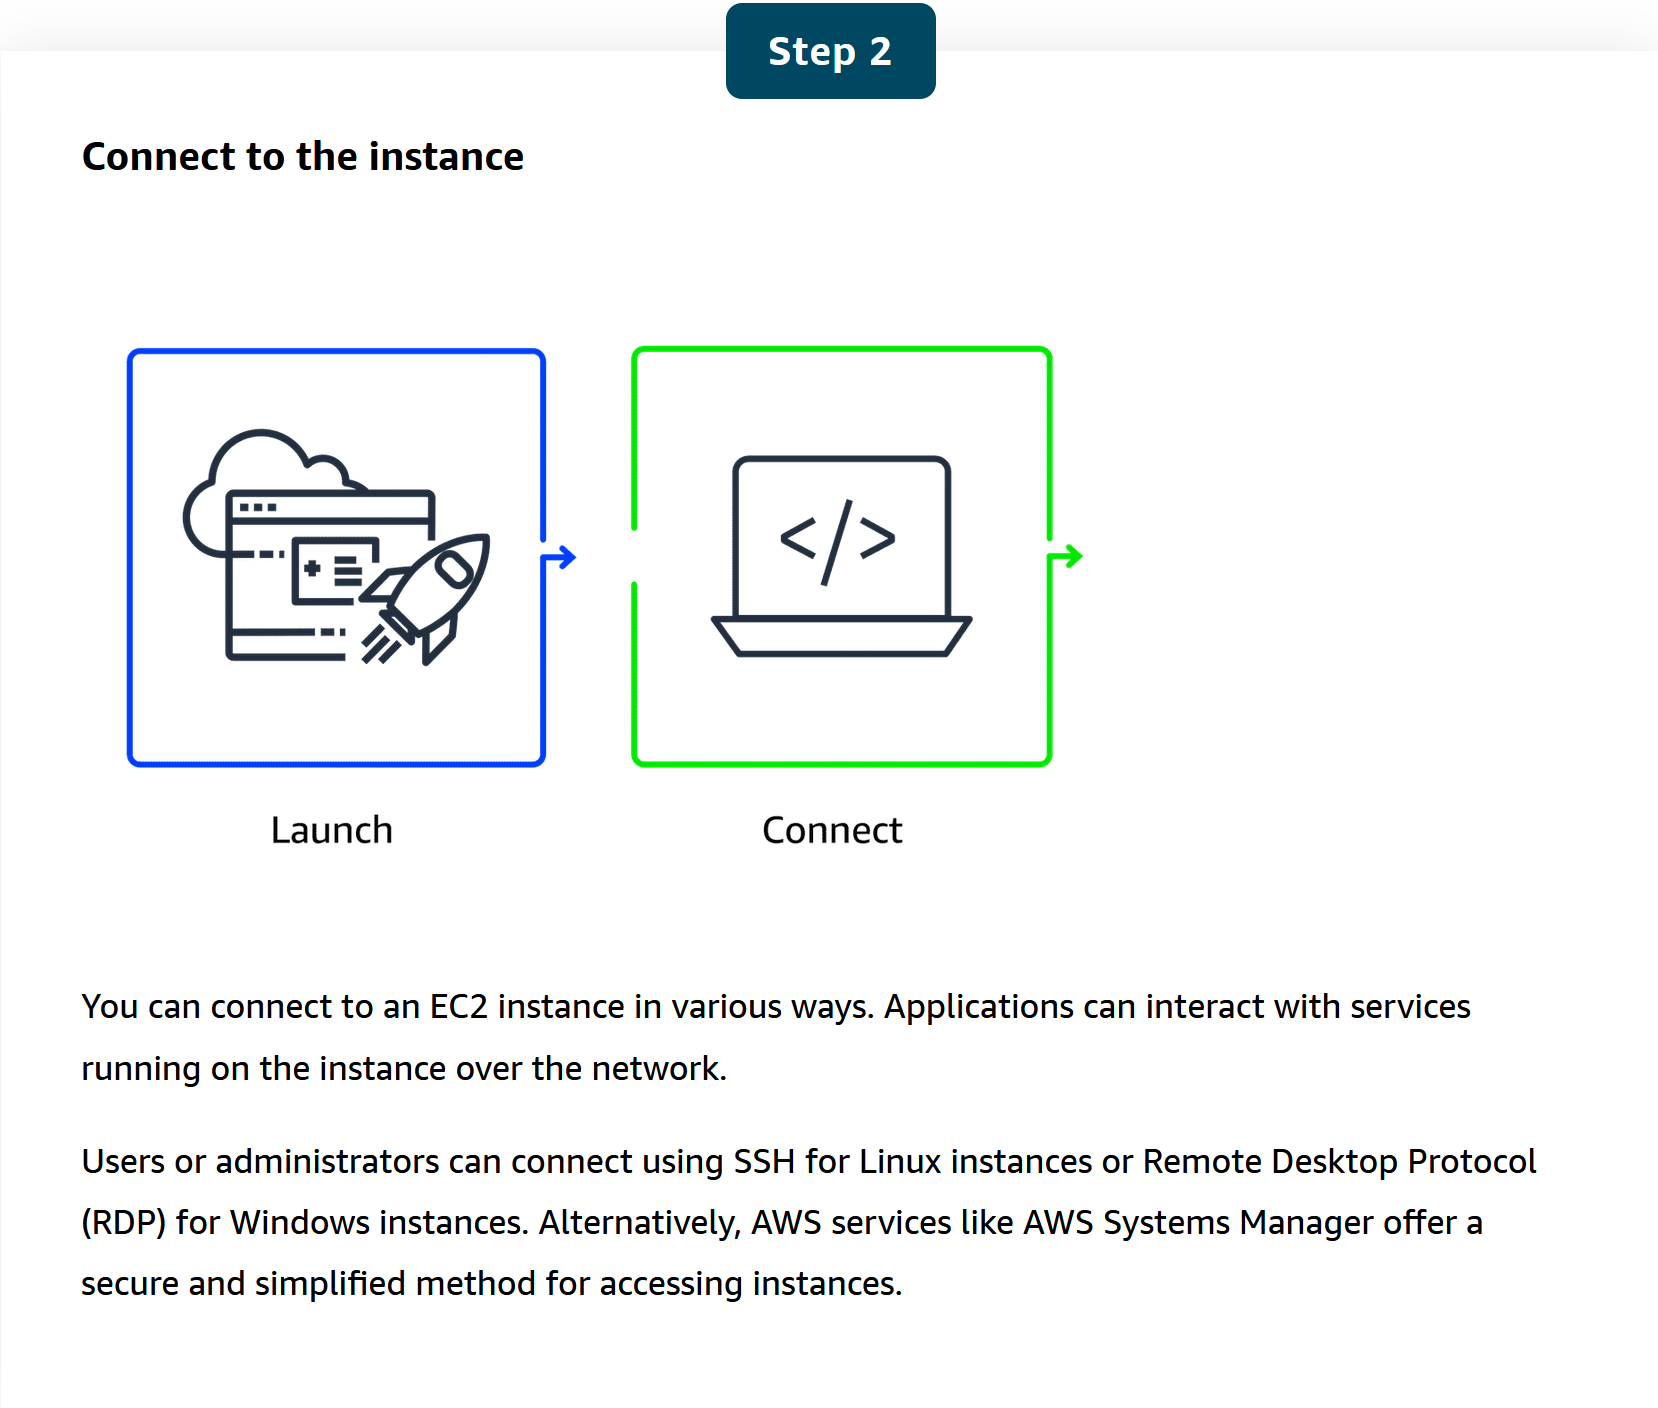 Step 2
Connect to the instance
</>
Launch
Connect
You can connect to an EC2 instance in various ways. Applications can interact with services
running on the instance over the network.
Users or administrators can connect using SSH for Linux instances or Remote Desktop Protocol
(RDP) for Windows instances. Alternatively, AWS services like AWS Systems Manager offer a
secure and simplified method for accessing instances.